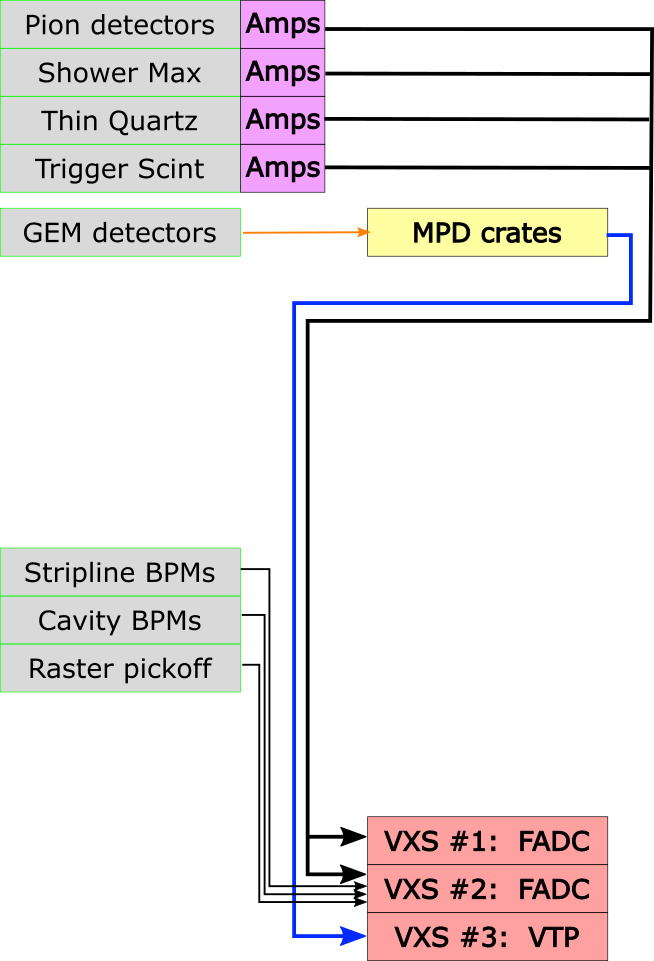 Pion detectors Amps
Shower Max Amps
Thin Quartz Amps
Trigger Scint Amps
GEM detectors MPD crates
Stripline BPMs
Cavity BPMs
Raster pickoff
VXS #1: FADC
VXS #2: FADC
VXS #3: VTP